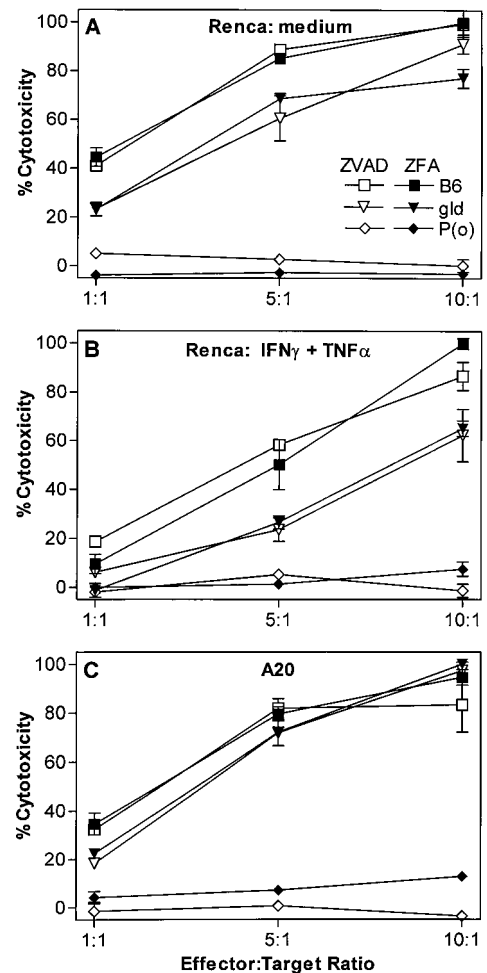 A
Renca: medium
100
80
60
40
20
0
%Cytotoxicity
ZVAD ZFA
B6
gld
P(o)
1:1 5:1 10:1
B
Renca: IFNγ + TNFα
100
80
60
40
20
0
%Cytotoxicity
1:1 5:1 10:1
C
A20
100
80
60
40
20
0
%Cytotoxicity
1:1 5:1 10:1
Effector:Target Ratio